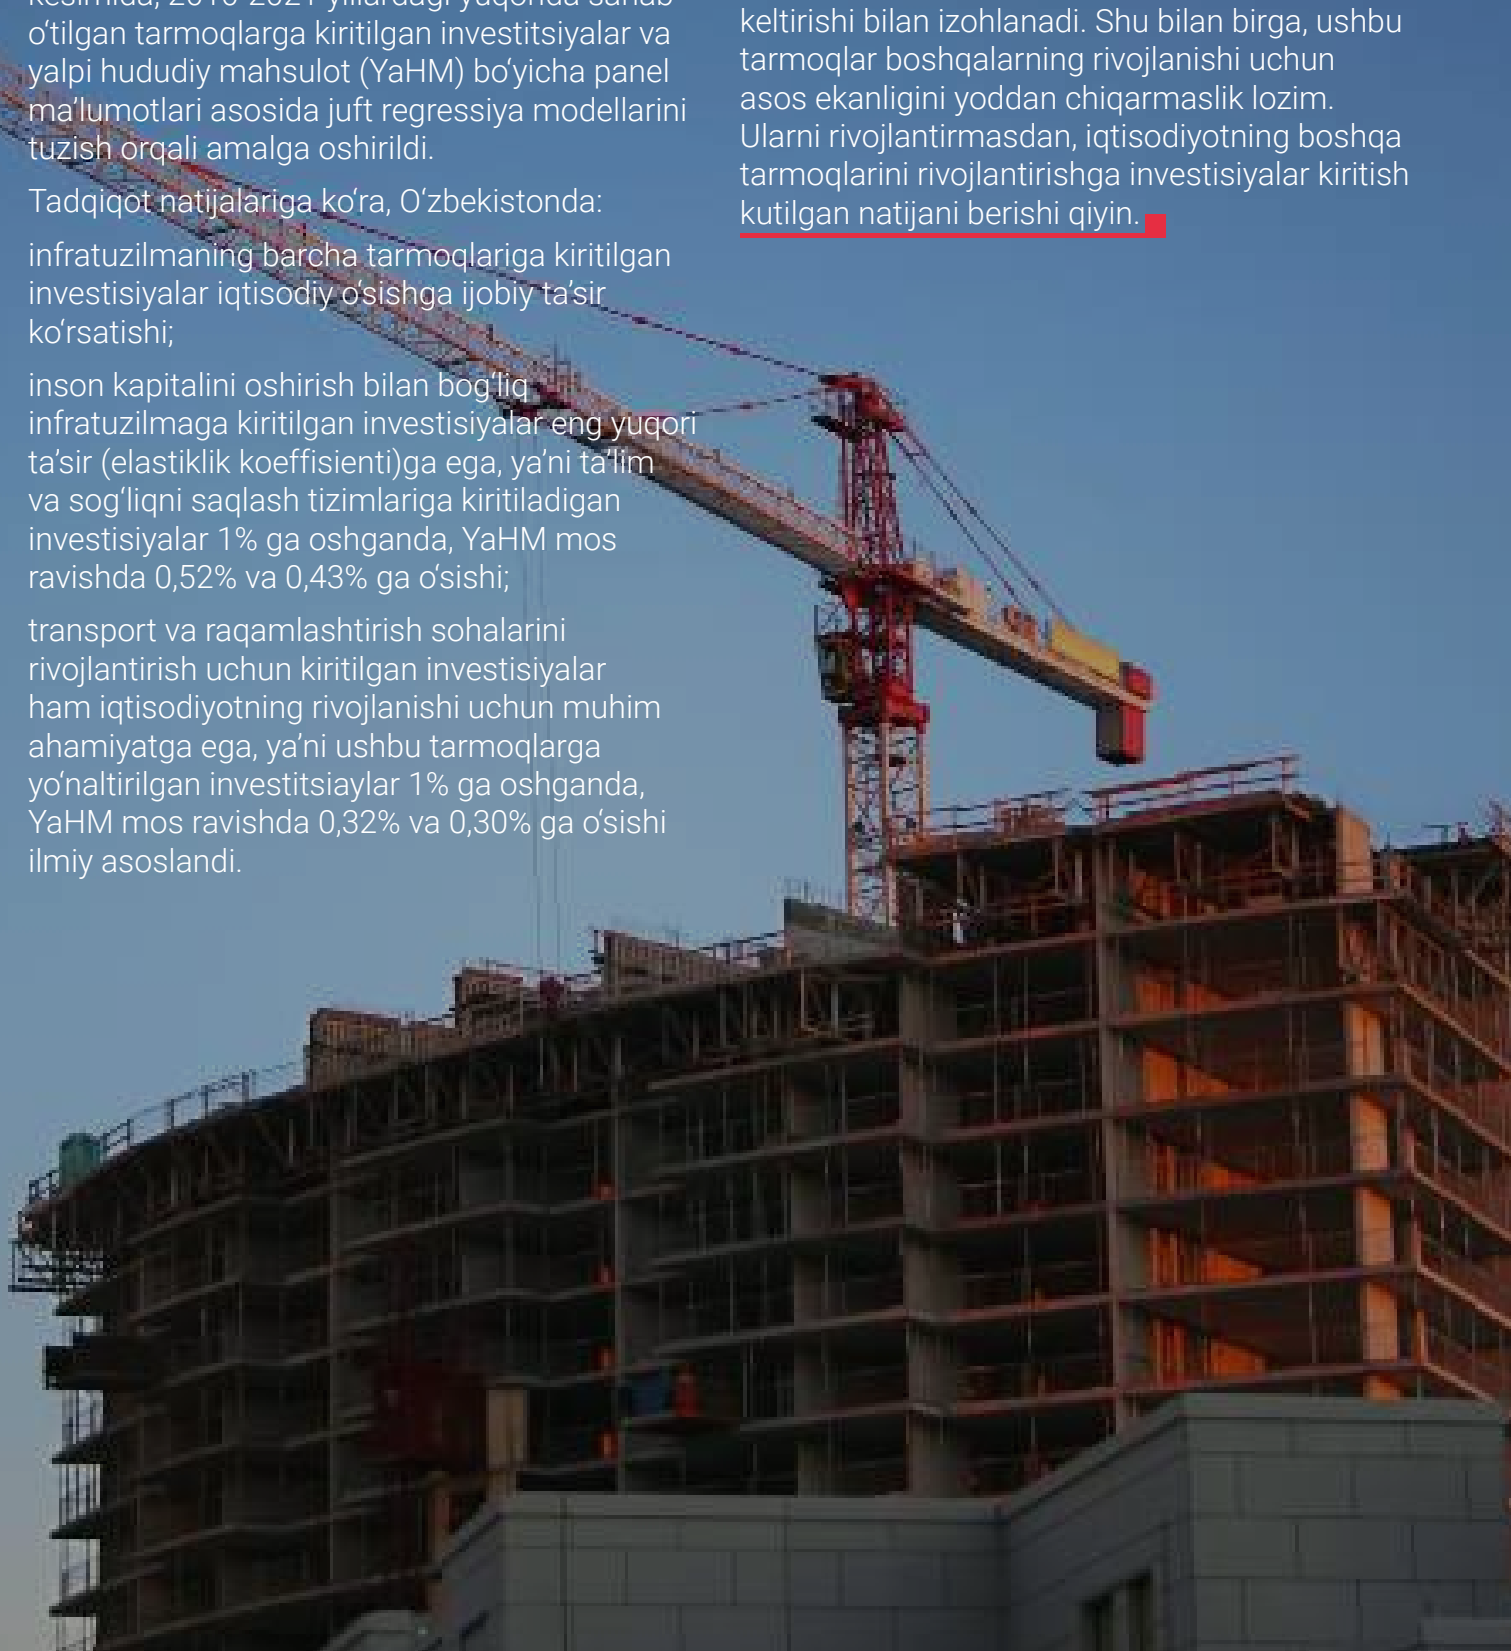 o‘tilgan tarmoqlarga kiritilgan investitsiyalar va
yalpi hududiy mahsulot (YaHM) bo‘yicha panel
ma’lumotlari asosida juft regressiya modellarini
tuzish orqali amalga oshirildi.
Tadqiqot natijalariga ko‘ra, O‘zbekistonda:
infratuzilmaning barcha tarmoqlariga kiritilgan
investisiyalar iqtisodiy o‘sishga ijobiy ta’sir
ko‘rsatishi;
inson kapitalini oshirish bilan bog‘liq
infratuzilmaga kiritilgan investisiyalar eng yuqori
ta’sir (elastiklik koeffisienti)ga ega, ya’ni ta’lim
va sog‘liqni saqlash tizimlariga kiritiladigan
investisiyalar 1% ga oshganda, YaHM mos
ravishda 0,52% va 0,43% ga o‘sishi;
transport va raqamlashtirish sohalarini
rivojlantirish uchun kiritilgan investisiyalar
ham iqtisodiyotning rivojlanishi uchun muhim
ahamiyatga ega, ya’ni ushbu tarmoqlarga
yo‘naltirilgan investitsiaylar 1% ga oshganda,
YaHM mos ravishda 0,32% va 0,30% ga o‘sishi
ilmiy asoslandi.
keltirishi bilan izohlanadi. Shu bilan birga, ushbu
tarmoqlar boshqalarning rivojlanishi uchun
asos ekanligini yoddan chiqarmaslik lozim.
Ularni rivojlantirmasdan, iqtisodiyotning boshqa
tarmoqlarini rivojlantirishga investisiyalar kiritish
kutilgan natijani berishi qiyin.